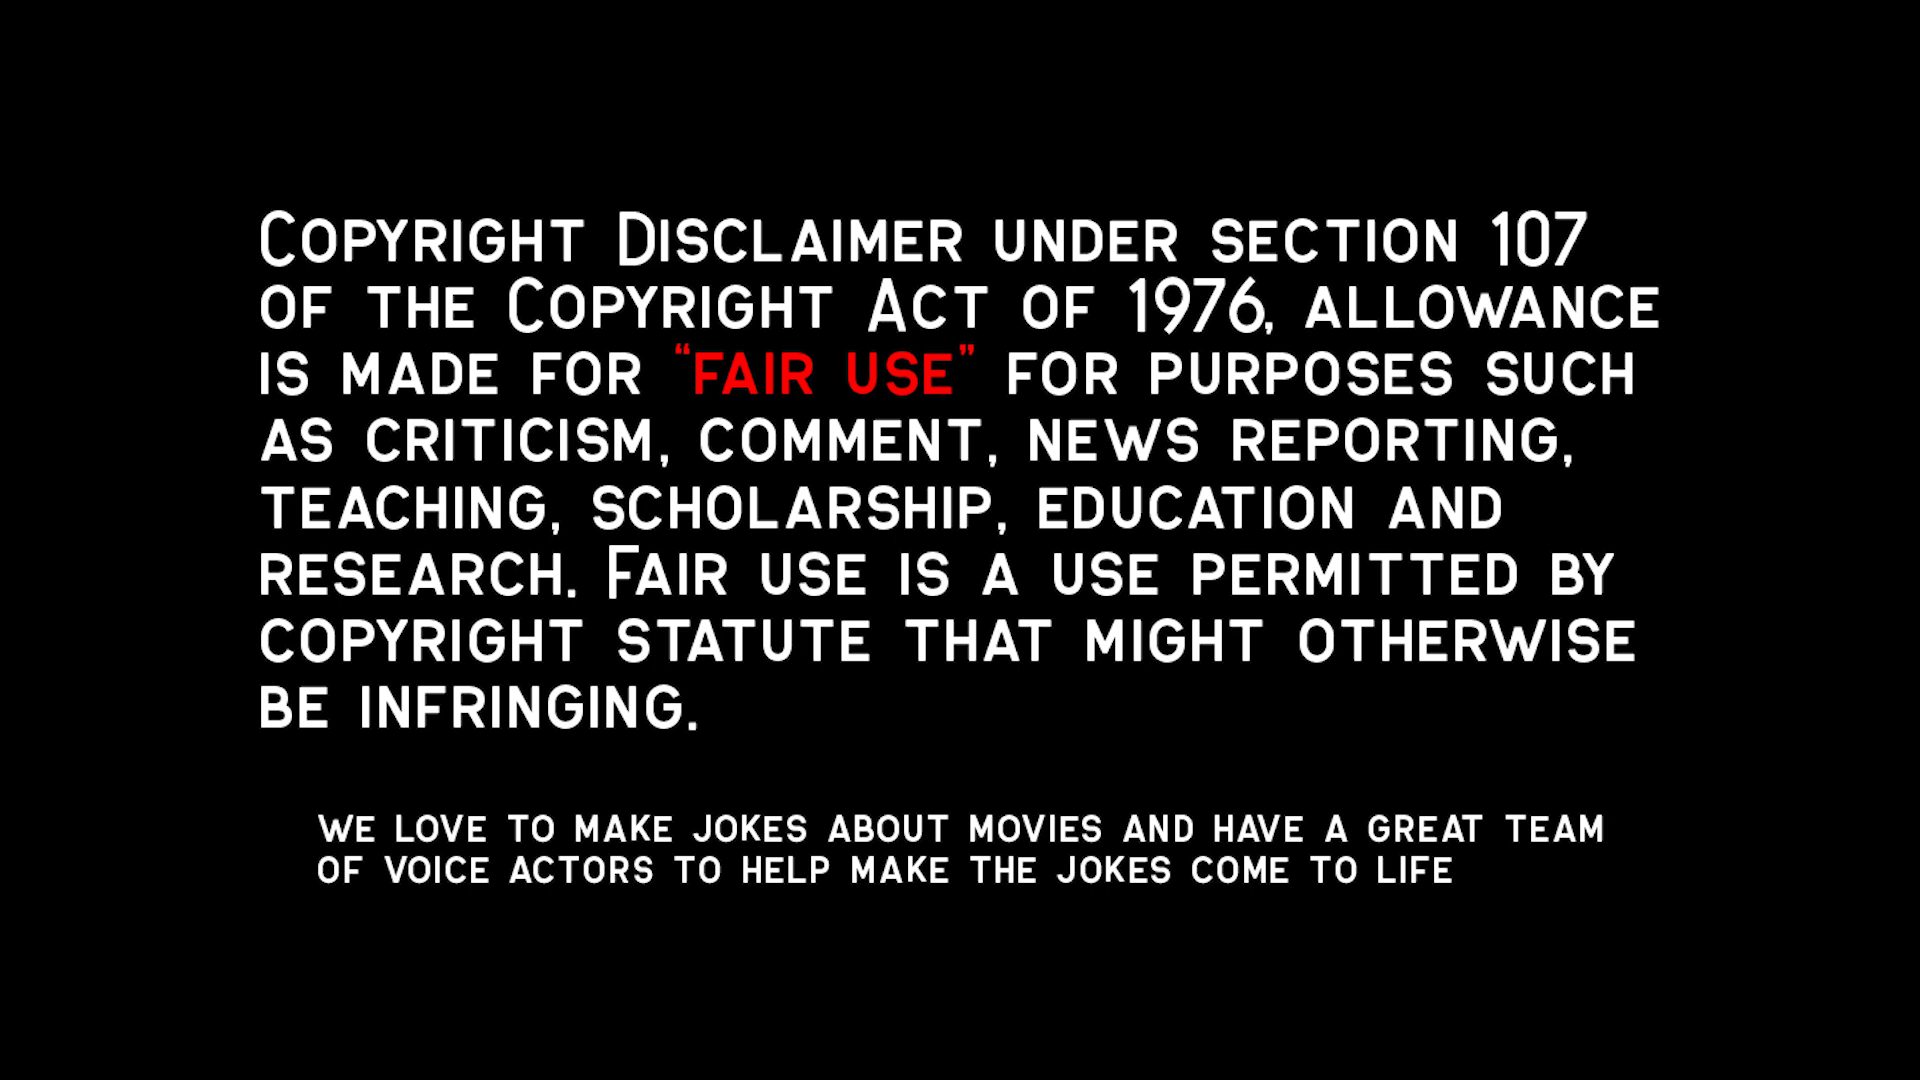 Copyright Disclaimer under section 107
of the Copyright Act of 1976, allowance
is made for “fair use” for purposes such
as criticism, comment, news reporting,
teaching, scholarship, education and
research. Fair use is a use permitted by
copyright statute that might otherwise
be infringing.
we love to make jokes about movies and have a great team
of voice actors to help make the jokes come to life